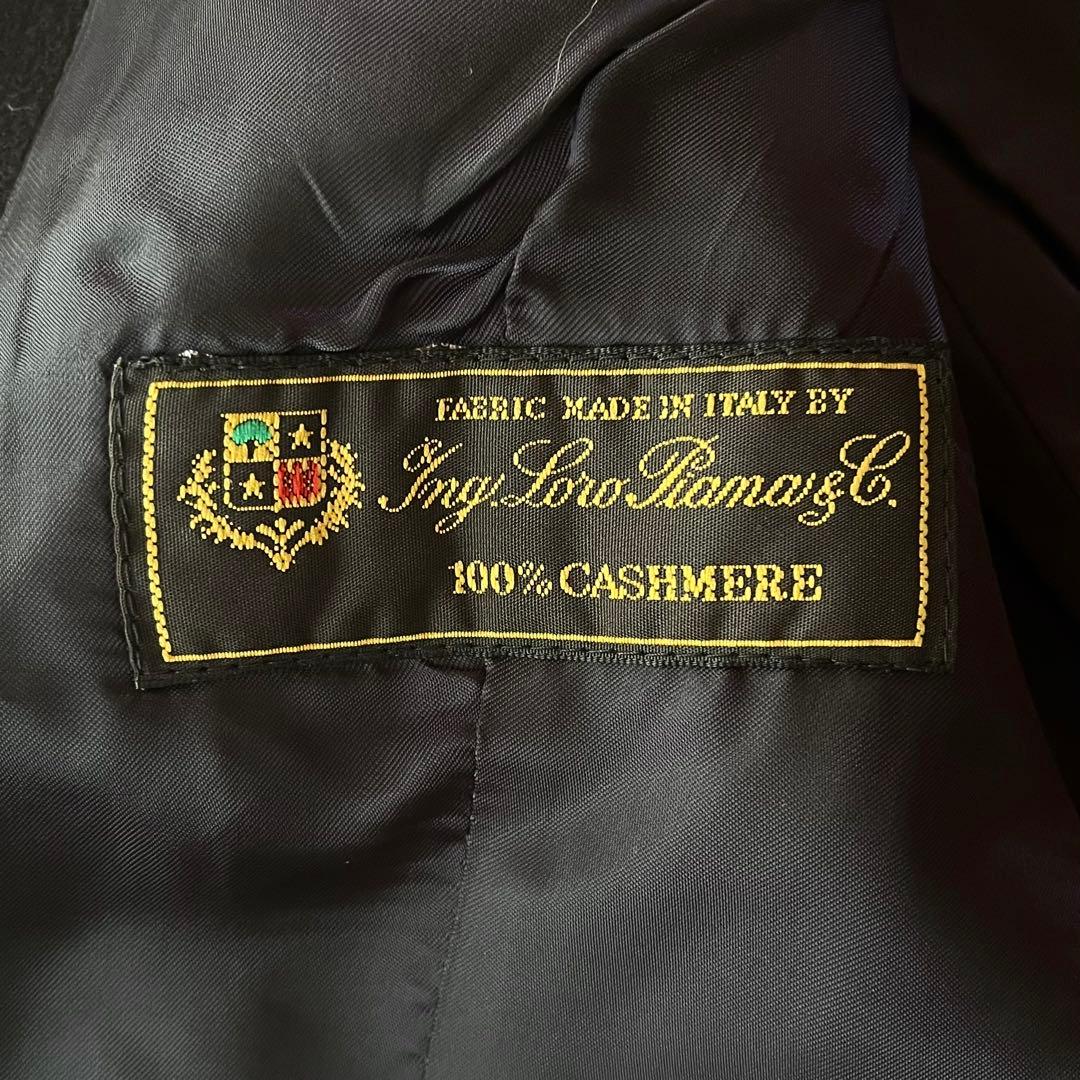 FABRIC MADE IN ITALY BY
Ing. Loro Piana & C.
100% CASHMERE